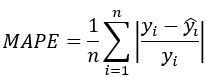 MAPE = \frac{1}{n} \sum_{i=1}^{n} \left| \frac{y_i - \hat{y}_i}{y_i} \right|